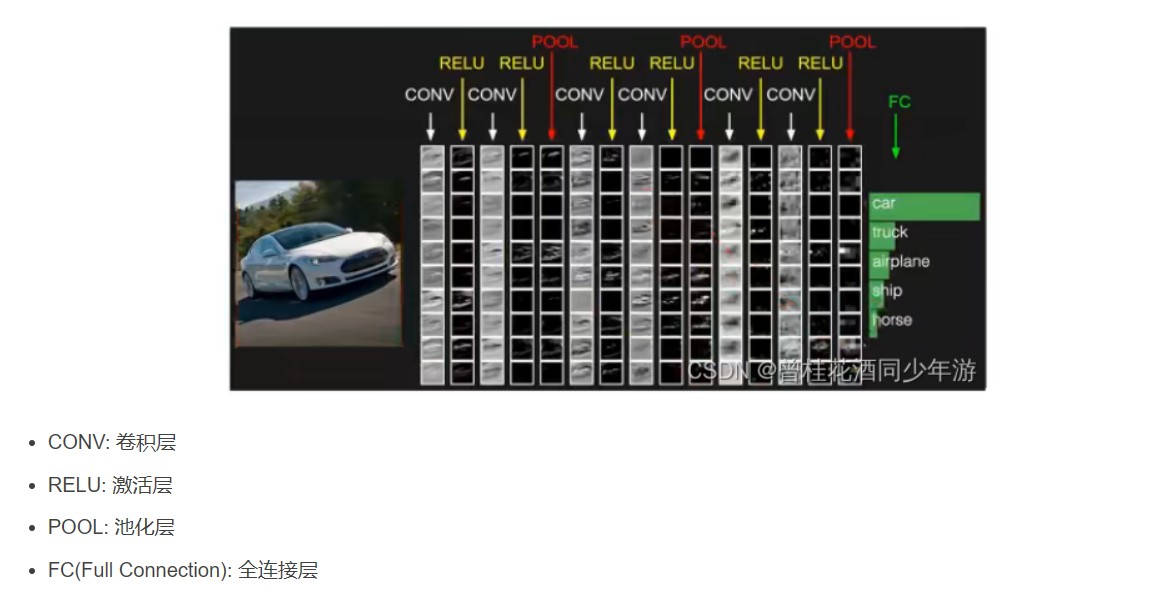 POOL POOL POOL
RELU RELU RELU RELU RELU RELU
CONV CONV CONV CONV CONV CONV
FC
car
truck
airplane
ship
horse
CSDN @曾桂花酒同少年游
• CONV: 卷积层
• RELU: 激活层
• POOL: 池化层
• FC(Full Connection): 全连接层